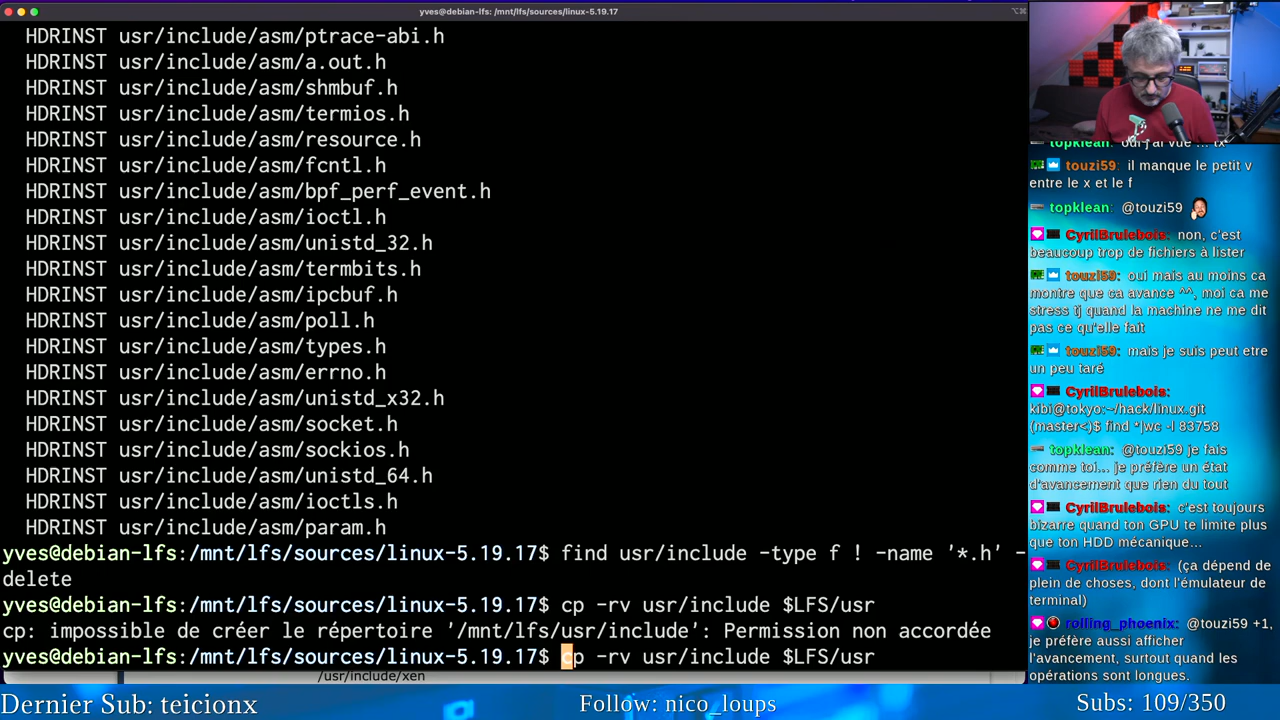 yves@debian-lfs: /mnt/lfs/sources/linux-5.19.17
HDRINST usr/include/asm/ptrace-abi.h
HDRINST usr/include/asm/a.out.h
HDRINST usr/include/asm/shmbuf.h
HDRINST usr/include/asm/termios.h
HDRINST usr/include/asm/resource.h
HDRINST usr/include/asm/fcntl.h
HDRINST usr/include/asm/bpf_perf_event.h
HDRINST usr/include/asm/ioctl.h
HDRINST usr/include/asm/unistd_32.h
HDRINST usr/include/asm/termbits.h
HDRINST usr/include/asm/ipcbuf.h
HDRINST usr/include/asm/poll.h
HDRINST usr/include/asm/types.h
HDRINST usr/include/asm/errno.h
HDRINST usr/include/asm/unistd_x32.h
HDRINST usr/include/asm/socket.h
HDRINST usr/include/asm/sockios.h
HDRINST usr/include/asm/unistd_64.h
HDRINST usr/include/asm/ioctls.h
HDRINST usr/include/asm/param.h
yves@debian-lfs:/mnt/lfs/sources/linux-5.19.17$ find usr/include -type f ! -name '*.h' -
delete
yves@debian-lfs:/mnt/lfs/sources/linux-5.19.17$ cp -rv usr/include $LFS/usr
cp: impossible de créer le répertoire '/mnt/lfs/usr/include': Permission non accordée
yves@debian-lfs:/mnt/lfs/sources/linux-5.19.17$ cp -rv usr/include $LFS/usr
/usr/include/xen
topklean: oui j'ai vue ... tx
touzi59: il manque le petit v
entre le x et le f
topklean: @touzi59
CyrilBrulebois: non, c'est
beaucoup trop de fichiers à lister
touzi59: oui mais au moins ca
montre que ca avance ^^, moi ca me
stress tj quand la machine ne me dit
pas ce qu'elle fait
touzi59: mais je suis peut etre
un peu taré
CyrilBrulebois:
kibi@tokyo:~/hack/linux.git
(master<)$ find *|wc -l 83758
topklean: @touzi59 je fais
comme toi... je préfère un état
d'avancement que rien du tout
CyrilBrulebois: c'est toujours
bizarre quand ton GPU te limite plus
que ton HDD mécanique…
CyrilBrulebois: (ça dépend de
plein de choses, dont l'émulateur de
terminal)
rolling_phoenix: @touzi59 +1,
je préfère aussi afficher
l'avancement, surtout quand les
opérations sont longues.
Dernier Sub: teicionx
Follow: nico_loups
Subs: 109/350